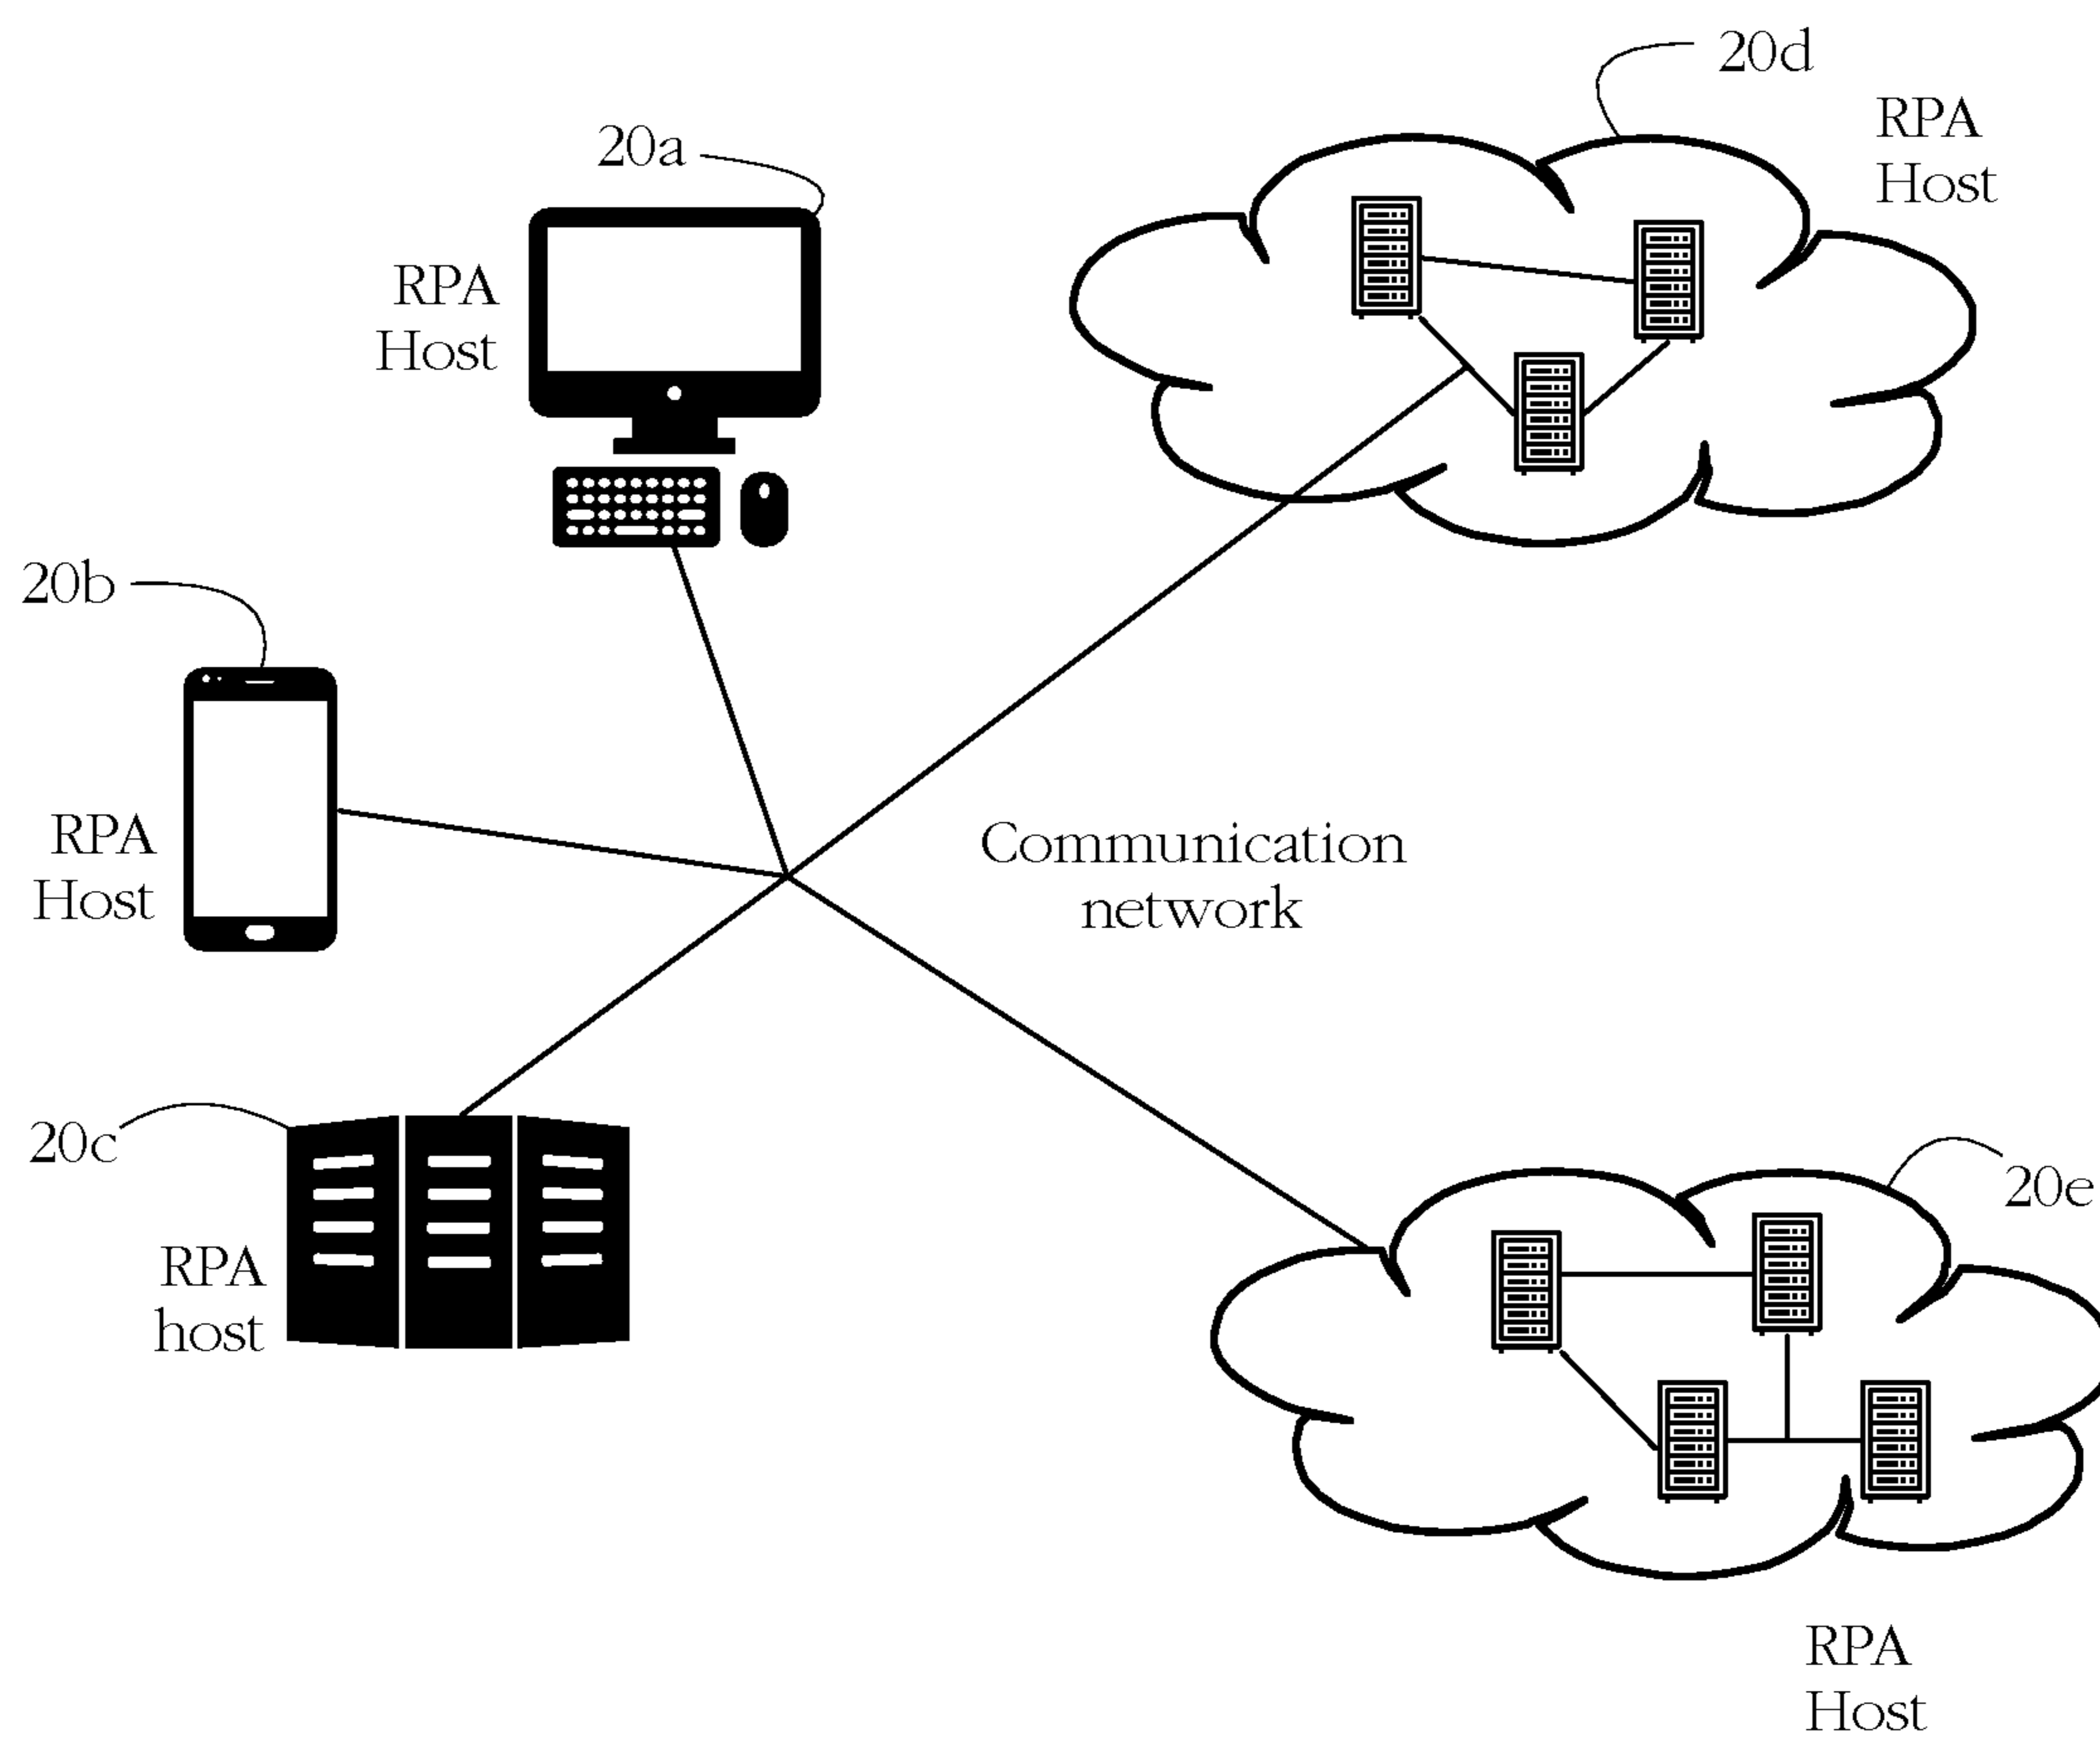 20d
RPA
Host
20a
RPA
Host
20b
RPA
Host
Communication
network
20c
RPA
host
20e
RPA
Host